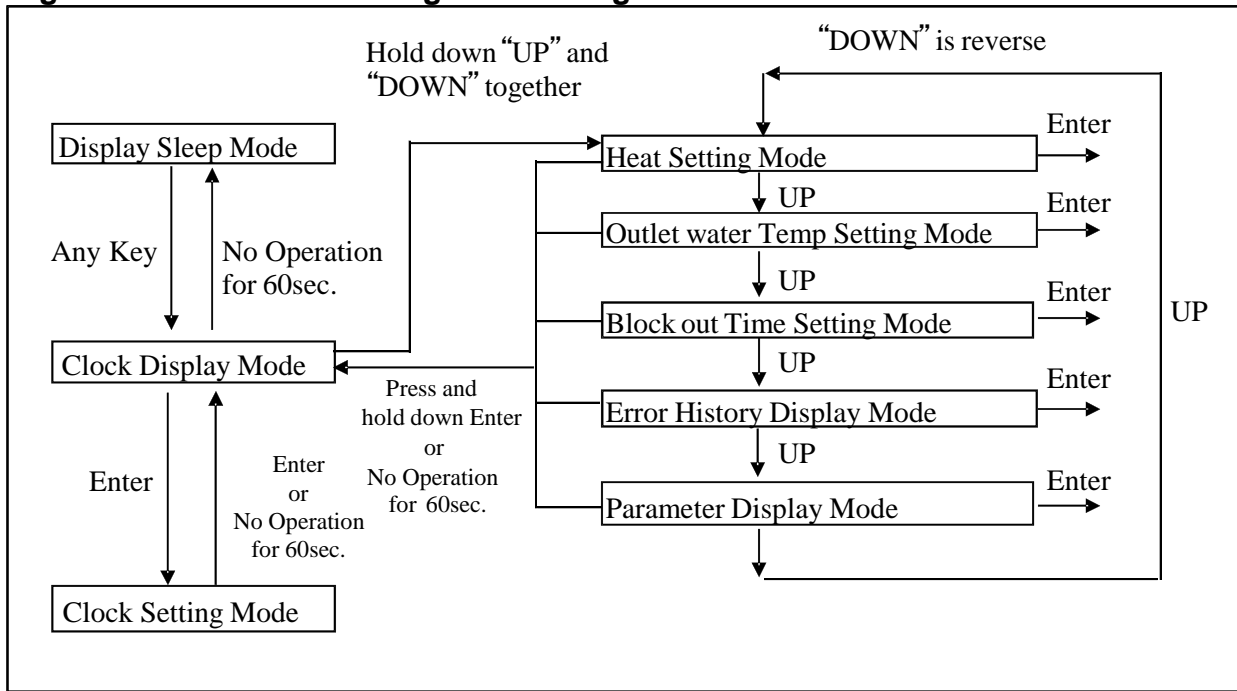 Hold down “UP” and
“DOWN” together
“DOWN” is reverse
Display Sleep Mode
Any Key
No Operation
for 60sec.
Clock Display Mode
Enter
Enter
or
No Operation
for 60sec.
Clock Setting Mode
Press and
hold down Enter
or
No Operation
for 60sec.
Heat Setting Mode
Enter
UP
Outlet water Temp Setting Mode
Enter
UP
Block out Time Setting Mode
Enter
UP
Error History Display Mode
Enter
UP
Parameter Display Mode
Enter
UP